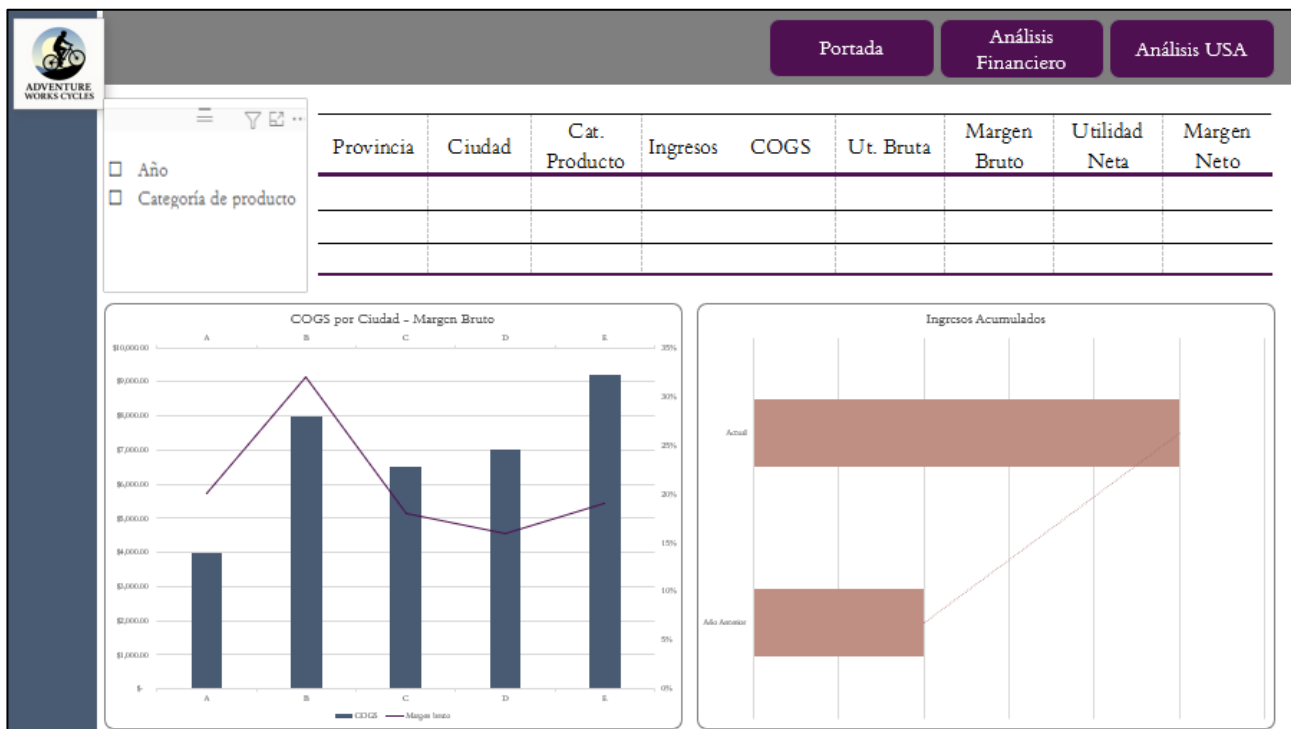 ADVENTURE
WORKS CYCLES
Portada
Análisis
Financiero
Análisis USA
Año
Categoría de producto
Provincia
Ciudad
Cat.
Producto
Ingresos
COGS
Ut. Bruta
Margen
Bruto
Utilidad
Neta
Margen
Neto
COGS por Ciudad - Margen Bruto
A B C D E
$10,000.00
$9,000.00
$8,000.00
$7,000.00
$6,000.00
$5,000.00
$4,000.00
$3,000.00
$2,000.00
$1,000.00
$-
35%
30%
25%
20%
15%
10%
5%
0%
A B C D E
COGS Margen bruto
Ingresos Acumulados
Actual
Año Anterior